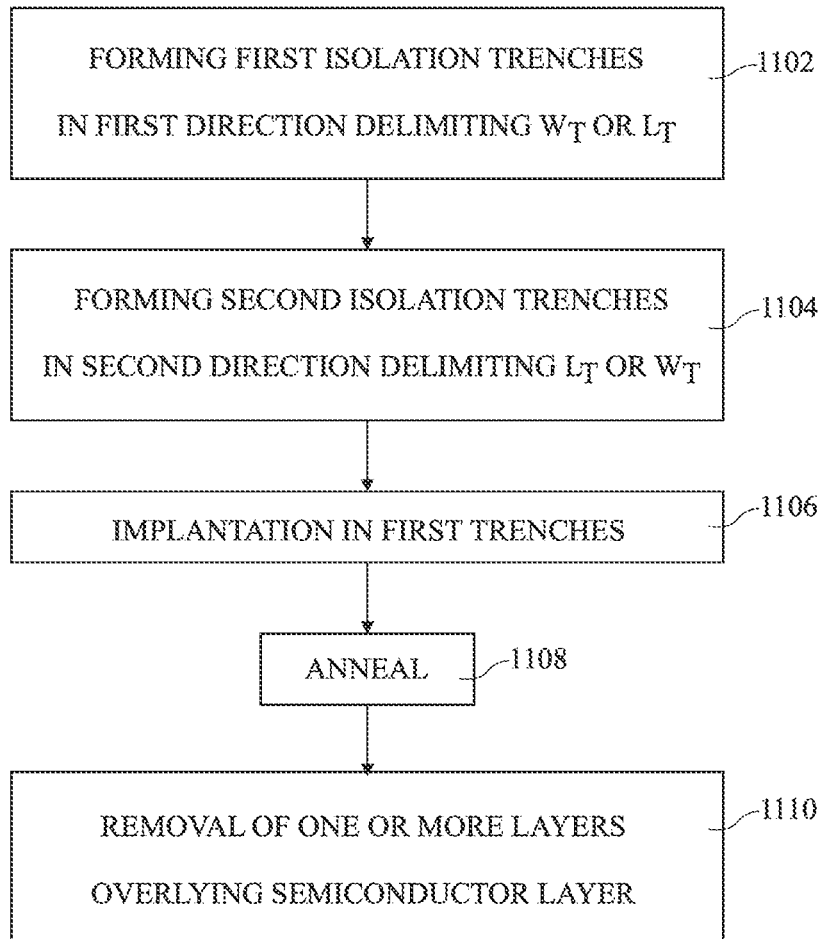 FORMING FIRST ISOLATION TRENCHES
IN FIRST DIRECTION DELIMITING WT OR LT
1102
FORMING SECOND ISOLATION TRENCHES
IN SECOND DIRECTION DELIMITING LT OR WT
1104
IMPLANTATION IN FIRST TRENCHES
1106
ANNEAL
1108
REMOVAL OF ONE OR MORE LAYERS
OVERLYING SEMICONDUCTOR LAYER
1110